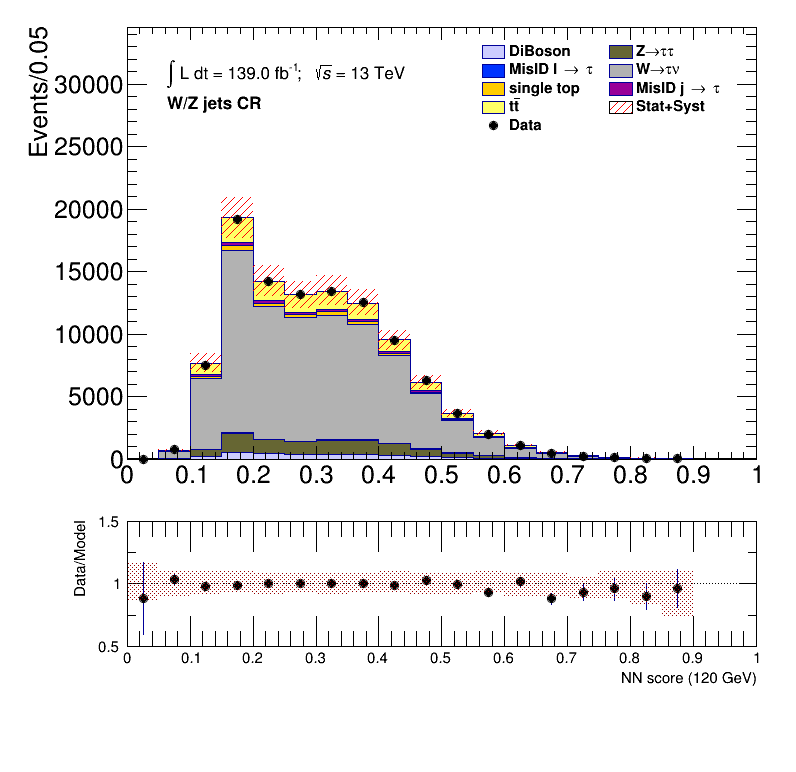 Events/0.05
30000
25000
20000
15000
10000
5000
0
∫ L dt = 139.0 fb⁻¹; √s = 13 TeV
W/Z jets CR
DiBoson
MisID l → τ
single top
tt̄
Data
Z→ττ
W→τν
MisID j → τ
Stat+Syst
0 0.1 0.2 0.3 0.4 0.5 0.6 0.7 0.8 0.9 1
Data/Model
1.5
1
0.5
0 0.1 0.2 0.3 0.4 0.5 0.6 0.7 0.8 0.9 1
NN score (120 GeV)